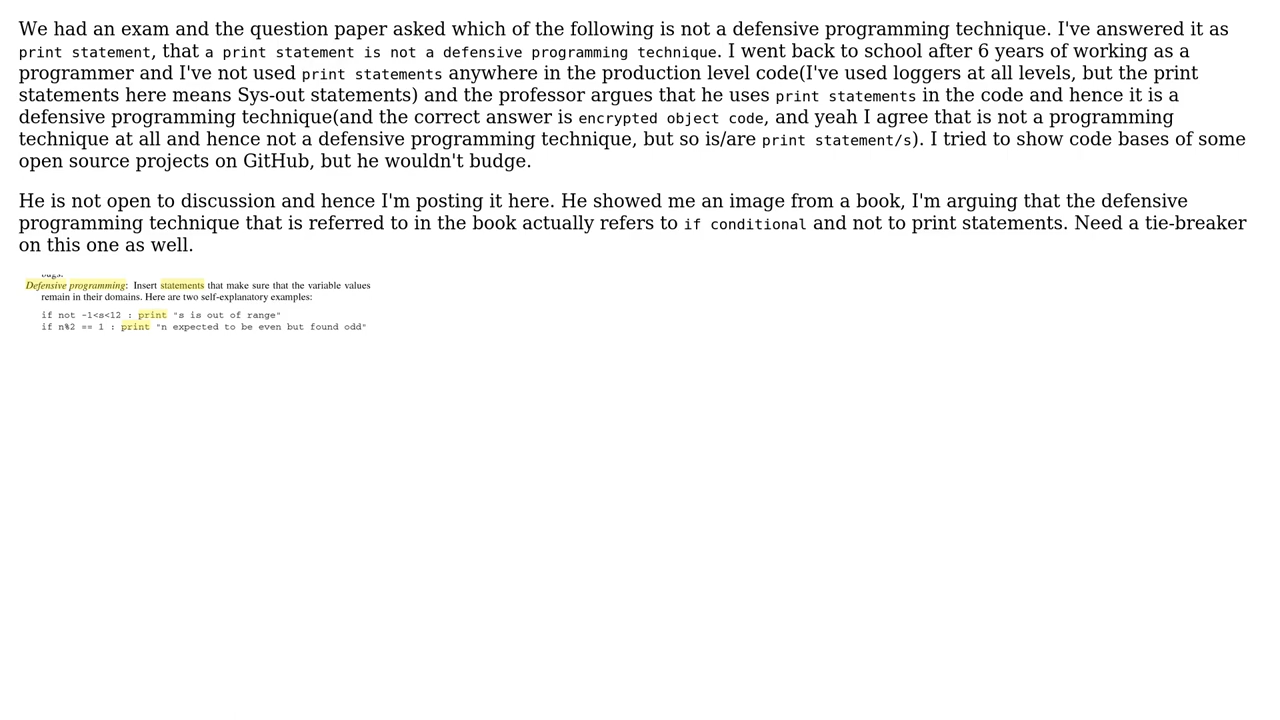 We had an exam and the question paper asked which of the following is not a defensive programming technique. I've answered it as
print statement, that a print statement is not a defensive programming technique. I went back to school after 6 years of working as a
programmer and I've not used print statements anywhere in the production level code(I've used loggers at all levels, but the print
statements here means Sys-out statements) and the professor argues that he uses print statements in the code and hence it is a
defensive programming technique(and the correct answer is encrypted object code, and yeah I agree that is not a programming
technique at all and hence not a defensive programming technique, but so is/are print statement/s). I tried to show code bases of some
open source projects on GitHub, but he wouldn't budge.
He is not open to discussion and hence I'm posting it here. He showed me an image from a book, I'm arguing that the defensive
programming technique that is referred to in the book actually refers to if conditional and not to print statements. Need a tie-breaker
on this one as well.
bugs.
Defensive programming: Insert statements that make sure that the variable values
remain in their domains. Here are two self-explanatory examples:
if not -1<s<12 : print "s is out of range"
if n%2 == 1 : print "n expected to be even but found odd"